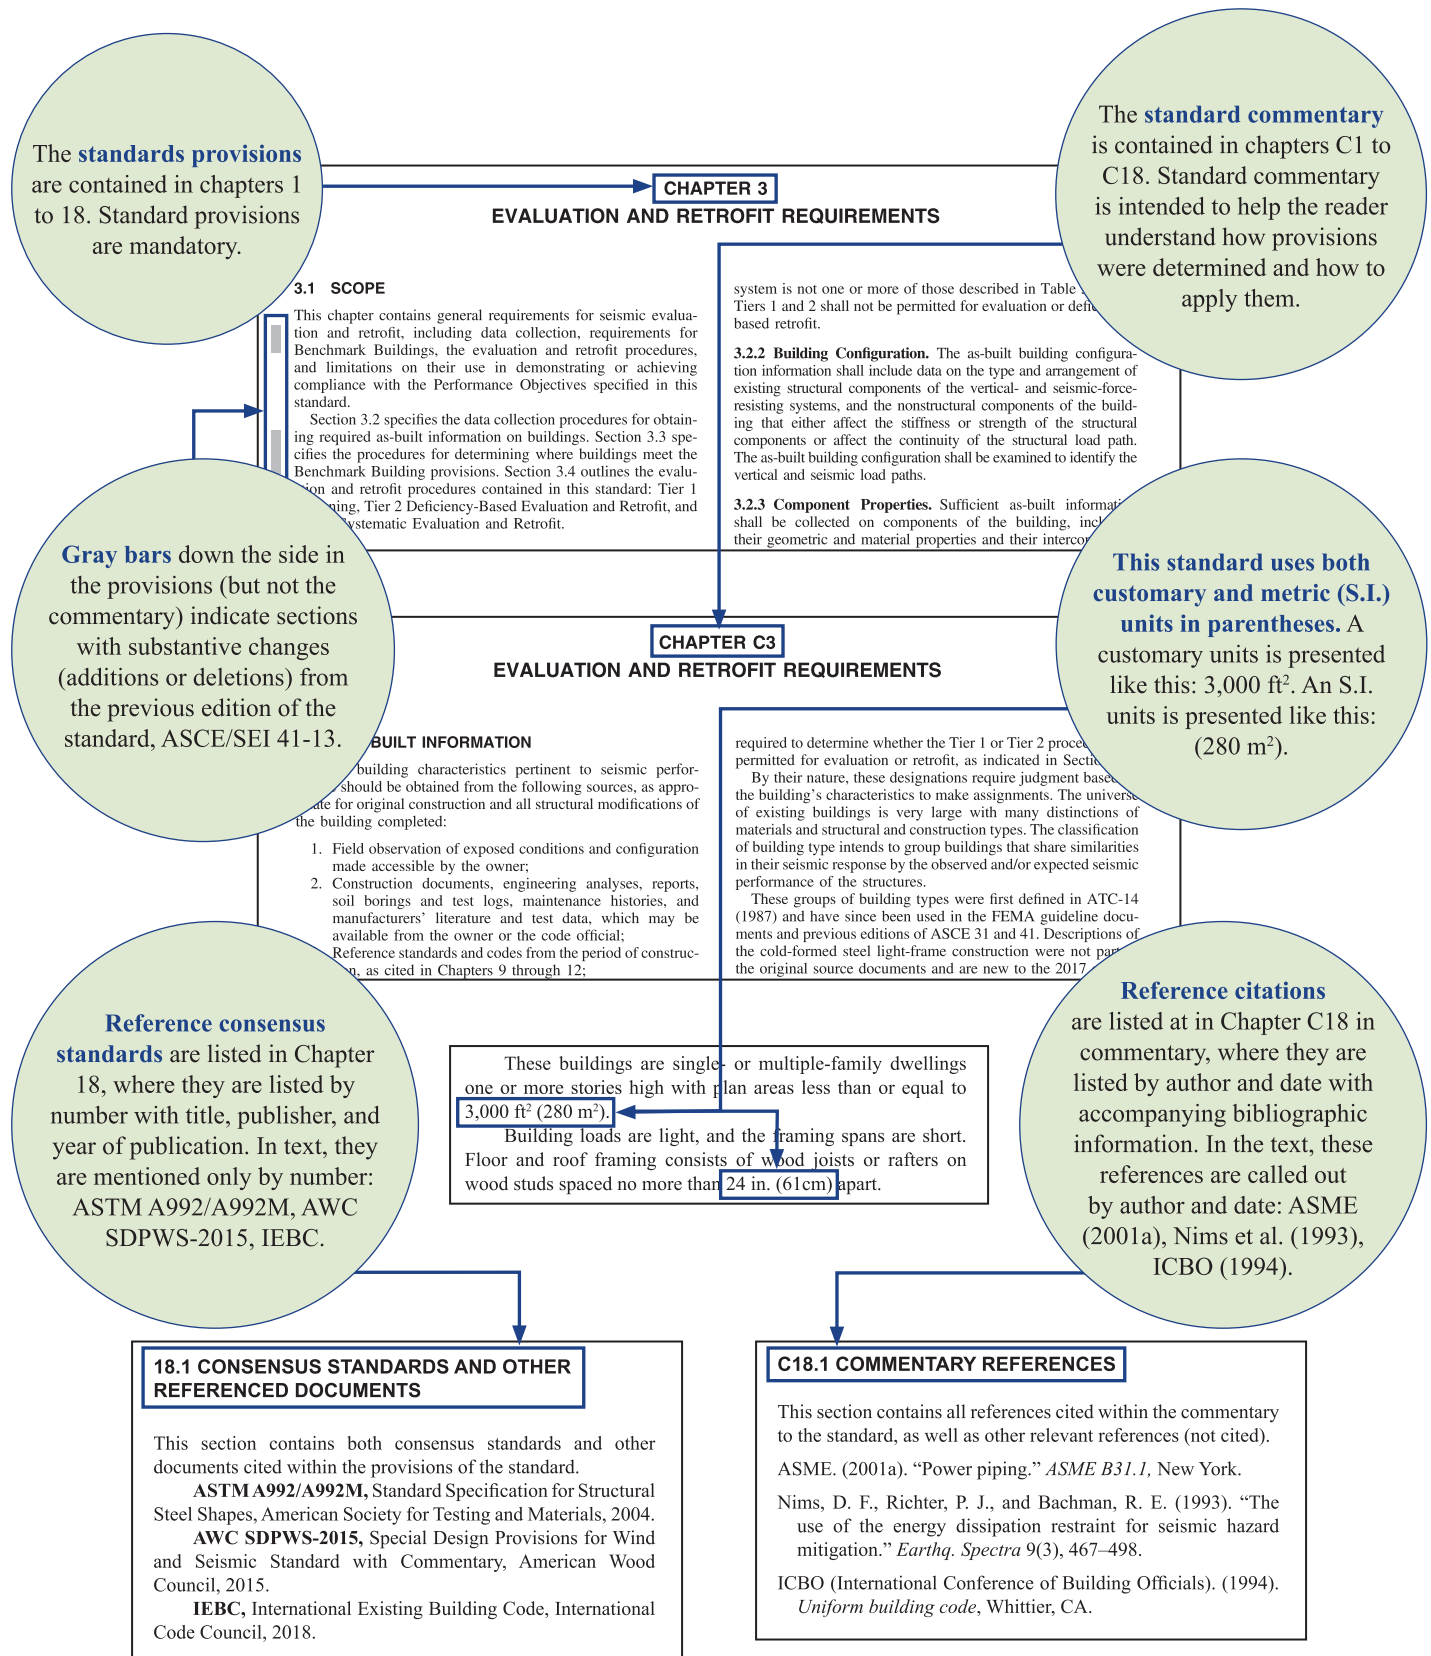 The standards provisions
are contained in chapters 1
to 18. Standard provisions
are mandatory.
The standard commentary
is contained in chapters C1 to
C18. Standard commentary
is intended to help the reader
understand how provisions
were determined and how to
apply them.
CHAPTER 3
EVALUATION AND RETROFIT REQUIREMENTS
3.1 SCOPE
This chapter contains general requirements for seismic evalua-
tion and retrofit, including data collection, requirements for
Benchmark Buildings, the evaluation and retrofit procedures,
and limitations on their use in demonstrating or achieving
compliance with the Performance Objectives specified in this
standard.
Section 3.2 specifies the data collection procedures for obtain-
ing required as-built information on buildings. Section 3.3 spe-
cifies the procedures for determining where buildings meet the
Benchmark Building provisions. Section 3.4 outlines the evalu-
ion and retrofit procedures contained in this standard: Tier 1
ning, Tier 2 Deficiency-Based Evaluation and Retrofit, and
ystematic Evaluation and Retrofit.
system is not one or more of those described in Table
Tiers 1 and 2 shall not be permitted for evaluation or defi
based retrofit.
3.2.2 Building Configuration. The as-built building configura-
tion information shall include data on the type and arrangement of
existing structural components of the vertical- and seismic-force-
resisting systems, and the nonstructural components of the build-
ing that either affect the stiffness or strength of the structural
components or affect the continuity of the structural load path.
The as-built building configuration shall be examined to identify the
vertical and seismic load paths.
3.2.3 Component Properties. Sufficient as-built informati
shall be collected on components of the building, incl
their geometric and material properties and their interco
Gray bars down the side in
the provisions (but not the
commentary) indicate sections
with substantive changes
(additions or deletions) from
the previous edition of the
standard, ASCE/SEI 41-13.
This standard uses both
customary and metric (S.I.)
units in parentheses. A
customary units is presented
like this: 3,000 ft². An S.I.
units is presented like this:
(280 m²).
CHAPTER C3
EVALUATION AND RETROFIT REQUIREMENTS
BUILT INFORMATION
building characteristics pertinent to seismic perfor-
should be obtained from the following sources, as appro-
ate for original construction and all structural modifications of
the building completed:
1. Field observation of exposed conditions and configuration
made accessible by the owner;
2. Construction documents, engineering analyses, reports,
soil borings and test logs, maintenance histories, and
manufacturers' literature and test data, which may be
available from the owner or the code official;
Reference standards and codes from the period of construc-
n, as cited in Chapters 9 through 12;
required to determine whether the Tier 1 or Tier 2 proce
permitted for evaluation or retrofit, as indicated in Secti
By their nature, these designations require judgment base
the building's characteristics to make assignments. The universe
of existing buildings is very large with many distinctions of
materials and structural and construction types. The classification
of building type intends to group buildings that share similarities
in their seismic response by the observed and/or expected seismic
performance of the structures.
These groups of building types were first defined in ATC-14
(1987) and have since been used in the FEMA guideline docu-
ments and previous editions of ASCE 31 and 41. Descriptions of
the cold-formed steel light-frame construction were not part
the original source documents and are new to the 2017
Reference consensus
standards are listed in Chapter
18, where they are listed by
number with title, publisher, and
year of publication. In text, they
are mentioned only by number:
ASTM A992/A992M, AWC
SDPWS-2015, IEBC.
These buildings are single- or multiple-family dwellings
one or more stories high with plan areas less than or equal to
3,000 ft² (280 m²).
Building loads are light, and the framing spans are short.
Floor and roof framing consists of wood joists or rafters on
wood studs spaced no more than 24 in. (61cm) apart.
Reference citations
are listed at in Chapter C18 in
commentary, where they are
listed by author and date with
accompanying bibliographic
information. In the text, these
references are called out
by author and date: ASME
(2001a), Nims et al. (1993),
ICBO (1994).
18.1 CONSENSUS STANDARDS AND OTHER
REFERENCED DOCUMENTS
This section contains both consensus standards and other
documents cited within the provisions of the standard.
ASTM A992/A992M, Standard Specification for Structural
Steel Shapes, American Society for Testing and Materials, 2004.
AWC SDPWS-2015, Special Design Provisions for Wind
and Seismic Standard with Commentary, American Wood
Council, 2015.
IEBC, International Existing Building Code, International
Code Council, 2018.
C18.1 COMMENTARY REFERENCES
This section contains all references cited within the commentary
to the standard, as well as other relevant references (not cited).
ASME. (2001a). "Power piping." ASME B31.1, New York.
Nims, D. F., Richter, P. J., and Bachman, R. E. (1993). "The
use of the energy dissipation restraint for seismic hazard
mitigation." Earthq. Spectra 9(3), 467–498.
ICBO (International Conference of Building Officials). (1994).
Uniform building code, Whittier, CA.